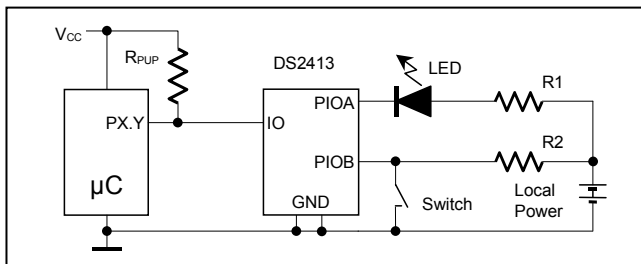 VCC
RPUP
DS2413
LED
R1
PIOA
PX.Y
IO
R2
PIOB
µC
GND
Switch
Local
Power